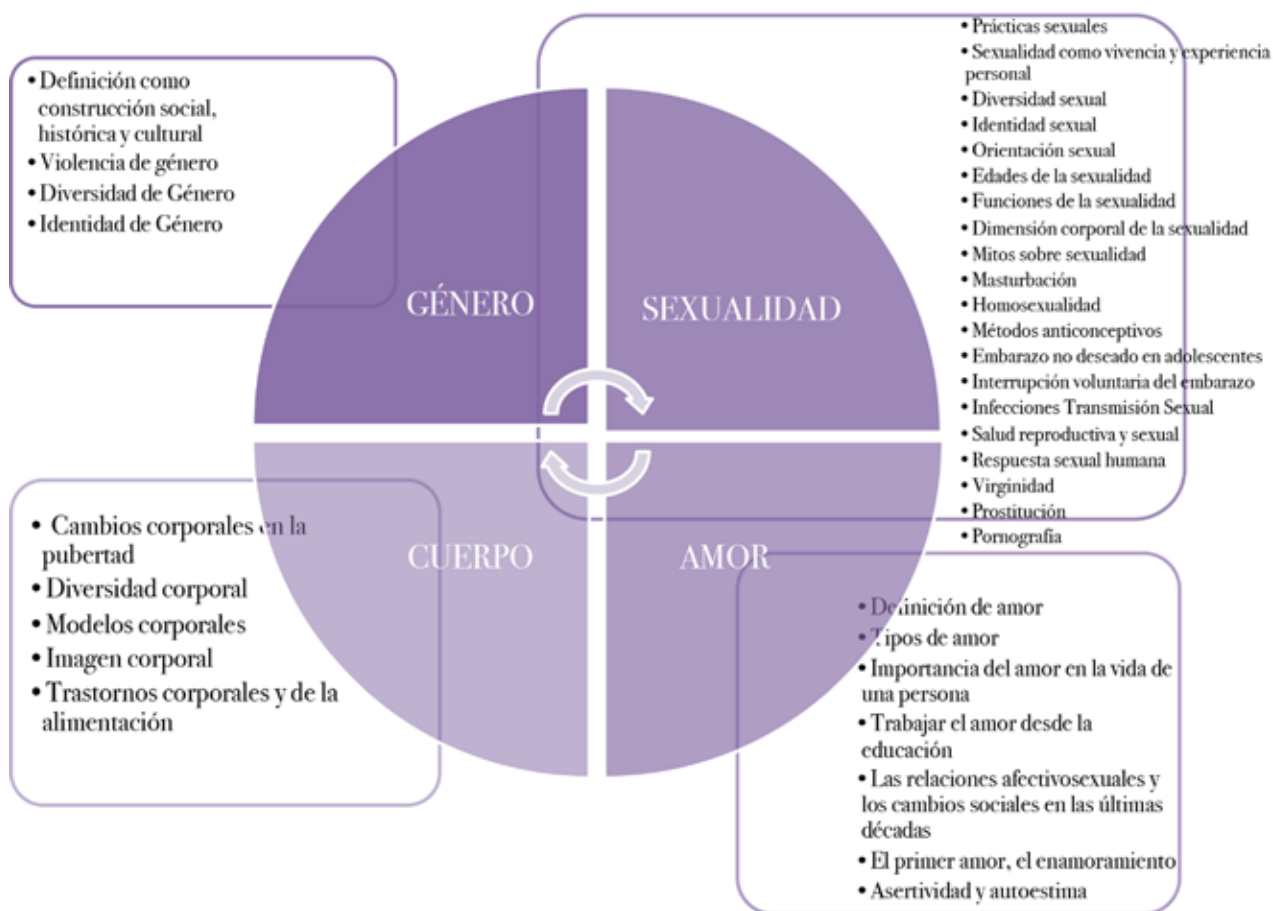 • Definición como
construcción social,
histórica y cultural
• Violencia de género
• Diversidad de Género
• Identidad de Género
GÉNERO
SEXUALIDAD
• Prácticas sexuales
• Sexualidad como vivencia y experiencia
personal
• Diversidad sexual
• Identidad sexual
• Orientación sexual
• Edades de la sexualidad
• Funciones de la sexualidad
• Dimensión corporal de la sexualidad
• Mitos sobre sexualidad
• Masturbación
• Homosexualidad
• Métodos anticonceptivos
• Embarazo no deseado en adolescentes
• Interrupción voluntaria del embarazo
• Infecciones Transmisión Sexual
• Salud reproductiva y sexual
• Respuesta sexual humana
• Virginidad
• Prostitución
• Pornografía
• Cambios corporales en la
pubertad
• Diversidad corporal
• Modelos corporales
• Imagen corporal
• Trastornos corporales y de la
alimentación
CUERPO
AMOR
• Definición de amor
• Tipos de amor
• Importancia del amor en la vida de
una persona
• Trabajar el amor desde la
educación
• Las relaciones afectivosexuales y
los cambios sociales en las últimas
décadas
• El primer amor, el enamoramiento
• Asertividad y autoestima